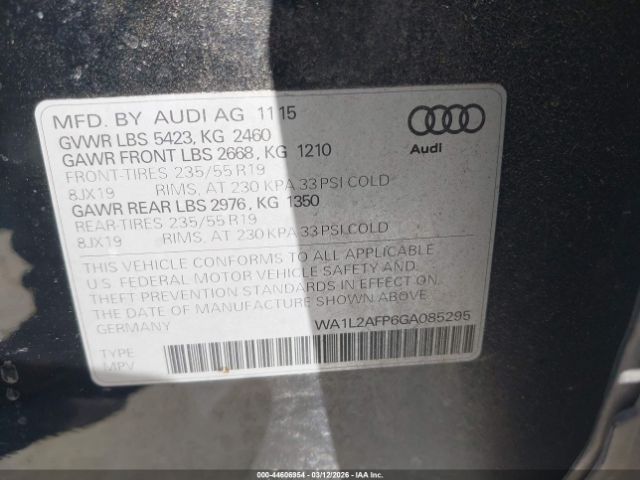 MFD. BY AUDI AG 1115
GVWR LBS 5423, KG 2460
GAWR FRONT LBS 2668, KG 1210
FRONT-TIRES 235/55 R19
8JX19 RIMS, AT 230 KPA 33 PSI COLD
GAWR REAR LBS 2976, KG 1350
REAR-TIRES 235/55 R19
8JX19 RIMS, AT 230 KPA 33 PSI COLD
THIS VEHICLE CONFORMS TO ALL APPLICABLE
U.S. FEDERAL MOTOR VEHICLE SAFETY AND
THEFT PREVENTION STANDARDS IN EFFECT ON
THE DATE OF MANUFACTURE SHOWN ABOVE.
GERMANY WA1L2AFP6GA085295
TYPE
MPV
Audi
000-44606954 | 03/12/2026 | IAA Inc.